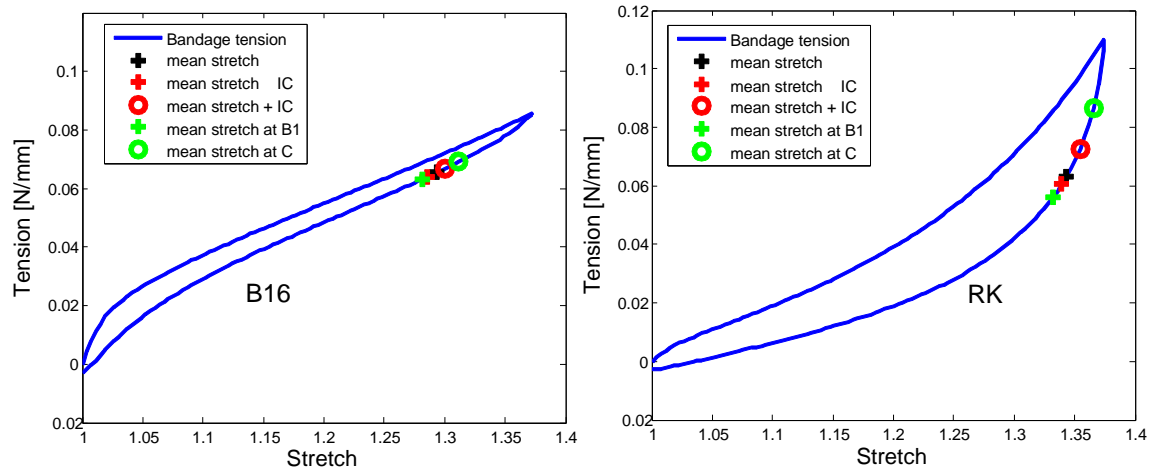 Bandage tension
mean stretch
mean stretch IC
mean stretch + IC
mean stretch at B1
mean stretch at C
0.1
0.08
0.06
0.04
0.02
0
0.02
Tension [N/mm]
B16
1
1.05
1.1
1.15
1.2
1.25
1.3
1.35
1.4
Stretch
Bandage tension
mean stretch
mean stretch IC
mean stretch + IC
mean stretch at B1
mean stretch at C
0.12
0.1
0.08
0.06
0.04
0.02
0
0.02
Tension [N/mm]
RK
1
1.05
1.1
1.15
1.2
1.25
1.3
1.35
1.4
Stretch